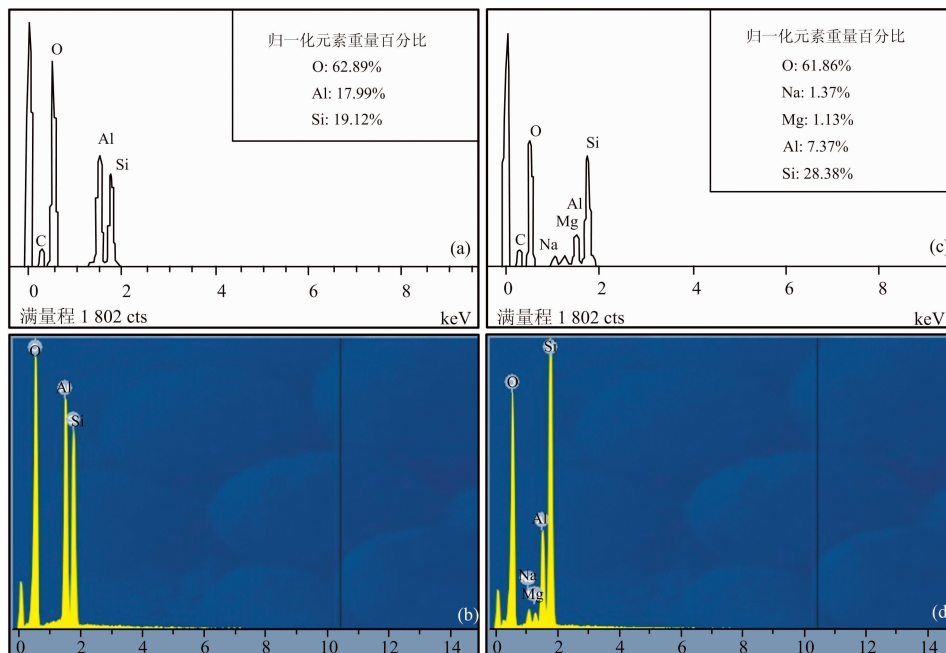 归一化元素重量百分比
O: 62.89%
Al: 17.99%
Si: 19.12%
O
Al
Si
C
(a)
0 2 4 6 8
满量程 1 802 cts keV
归一化元素重量百分比
O: 61.86%
Na: 1.37%
Mg: 1.13%
Al: 7.37%
Si: 28.38%
O
Si
Al
Mg
C
Na
(c)
0 2 4 6 8
满量程 1 802 cts keV
O
Al
Si
(b)
0 2 4 6 8 10 12 14
Si
O
Al
Na
Mg
(d)
0 2 4 6 8 10 12 14